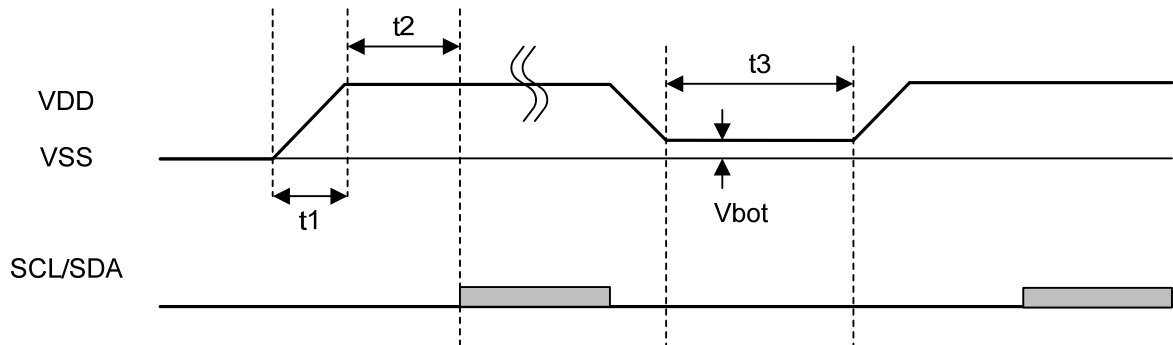 t2
t3
VDD
VSS
t1
Vbot
SCL/SDA